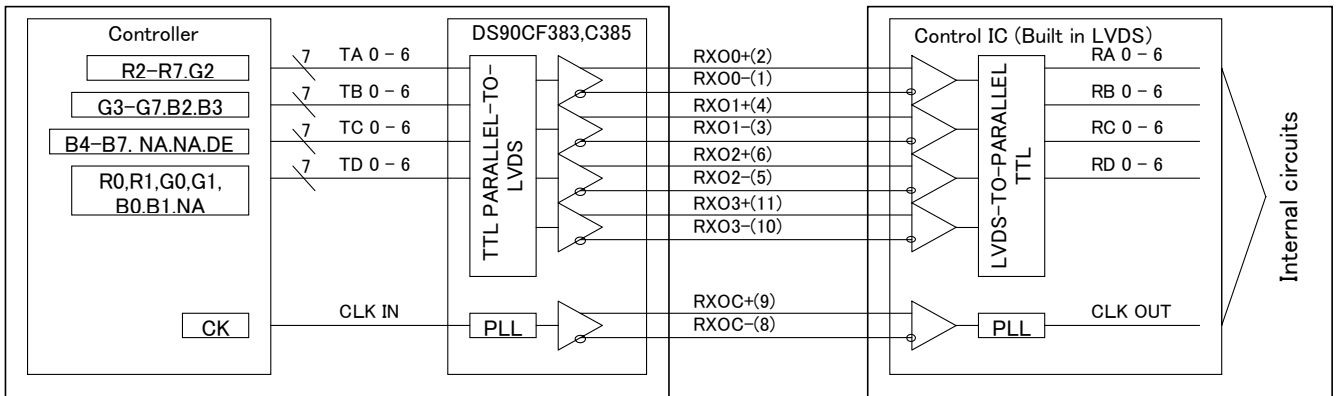 Controller
R2-R7.G2
G3-G7.B2.B3
B4-B7. NA.NA.DE
R0,R1,G0,G1,
B0.B1.NA
CK
7
TA 0 - 6
7
TB 0 - 6
7
TC 0 - 6
7
TD 0 - 6
CLK IN
DS90CF383,C385
TTL PARALLEL-TO-
LVDS
PLL
RXO0+(2)
RXO0-(1)
RXO1+(4)
RXO1-(3)
RXO2+(6)
RXO2-(5)
RXO3+(11)
RXO3-(10)
RXOC+(9)
RXOC-(8)
Control IC (Built in LVDS)
LVDS-TO-PARALLEL
TTL
PLL
RA 0 - 6
RB 0 - 6
RC 0 - 6
RD 0 - 6
CLK OUT
Internal circuits